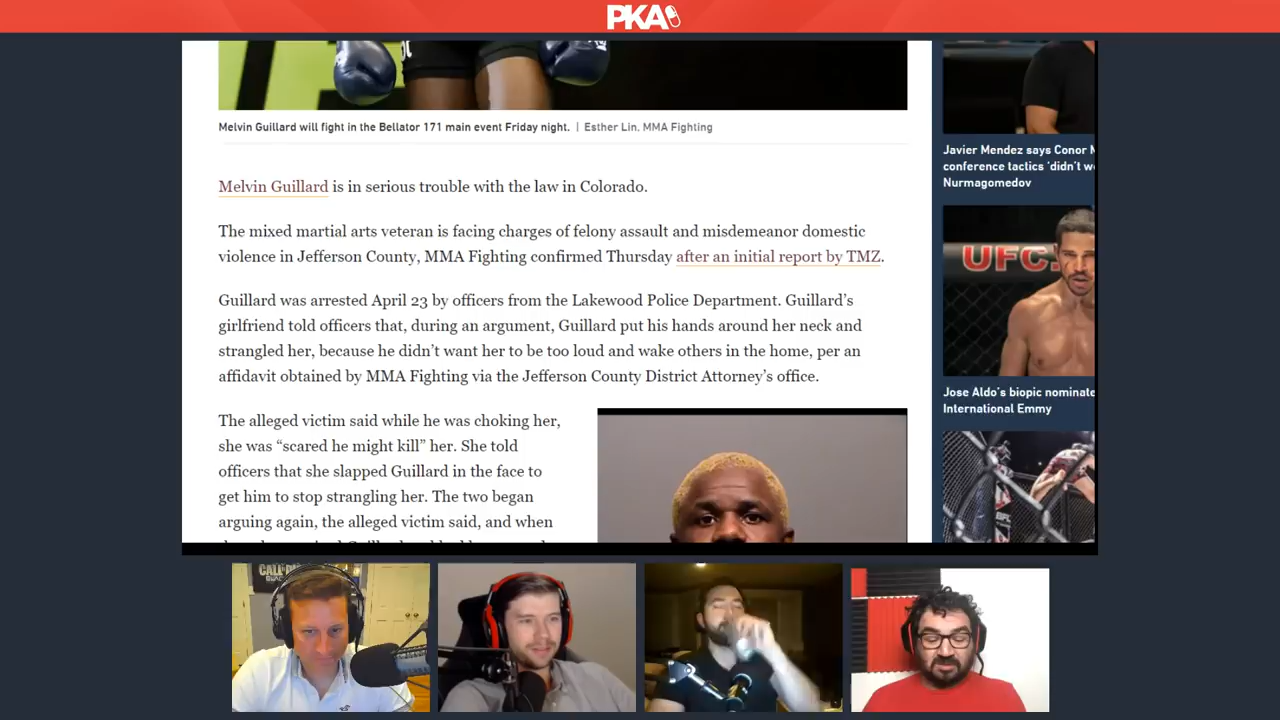 PKA
Melvin Guillard will fight in the Bellator 171 main event Friday night. | Esther Lin, MMA Fighting
Melvin Guillard is in serious trouble with the law in Colorado.
The mixed martial arts veteran is facing charges of felony assault and misdemeanor domestic
violence in Jefferson County, MMA Fighting confirmed Thursday after an initial report by TMZ.
Guillard was arrested April 23 by officers from the Lakewood Police Department. Guillard’s
girlfriend told officers that, during an argument, Guillard put his hands around her neck and
strangled her, because he didn’t want her to be too loud and wake others in the home, per an
affidavit obtained by MMA Fighting via the Jefferson County District Attorney’s office.
The alleged victim said while he was choking her,
she was “scared he might kill” her. She told
officers that she slapped Guillard in the face to
get him to stop strangling her. The two began
arguing again, the alleged victim said, and when
Javier Mendez says Conor
conference tactics ‘didn’t
Nurmagomedov
UFC.
Jose Aldo’s biopic
International Emmy
CALL OF